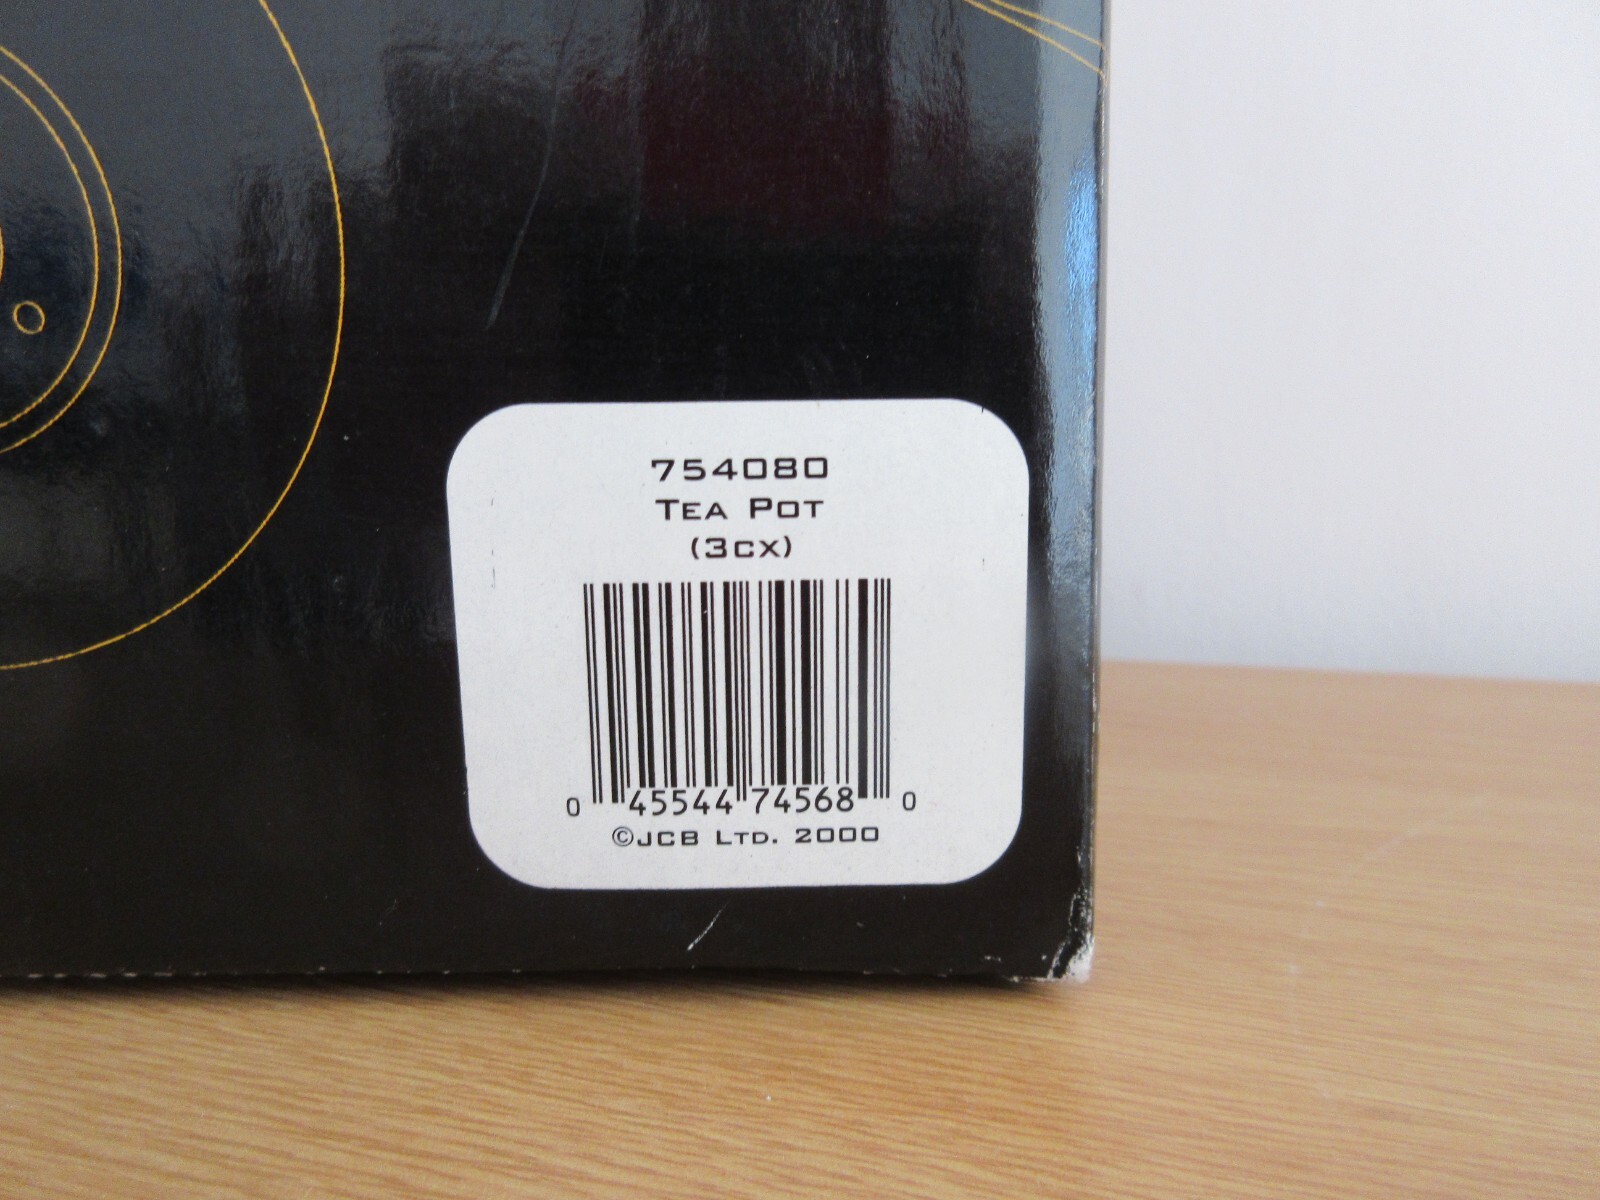 754080
TEA POT
(3CX)
0 45544 74568 0
©JCB LTD. 2000